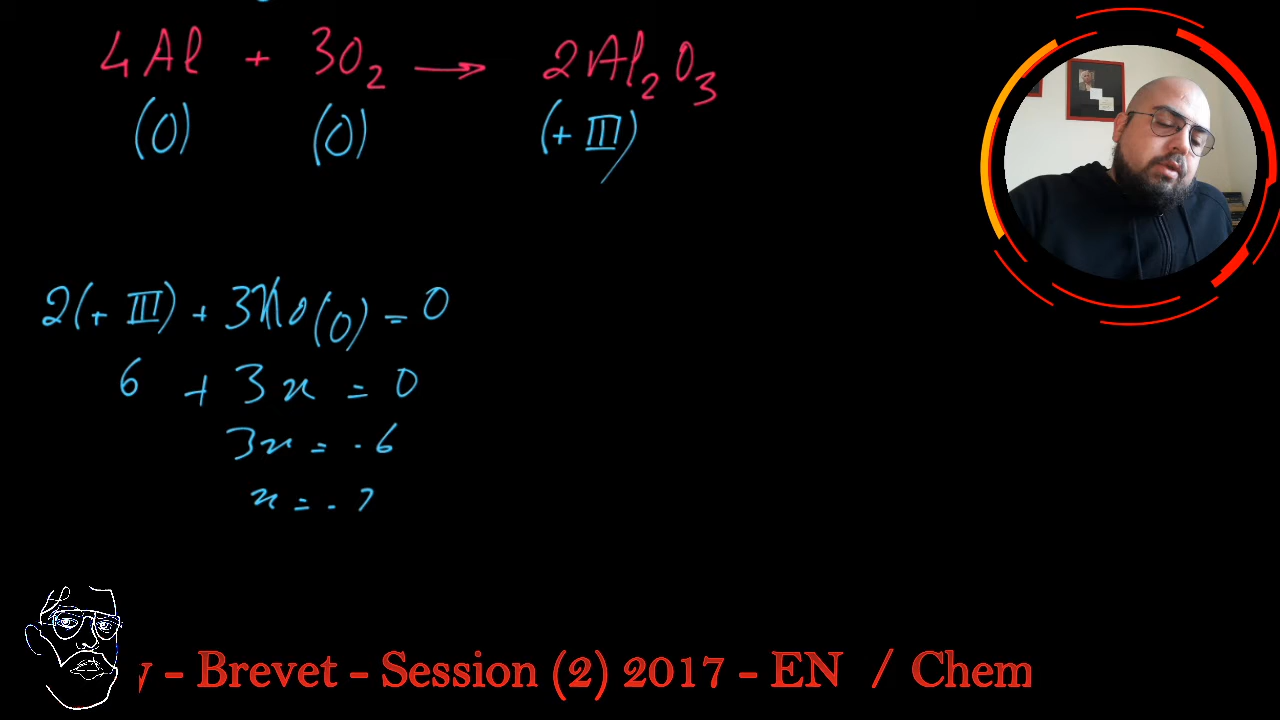 4Al + 3O₂ → 2Al₂O₃
(0) (0) (+ III)
2(+ III) + 3 (0) = 0
6 + 3x = 0
3x = - 6
x = - 2
y - Brevet - Session (2) 2017 - EN / Chem